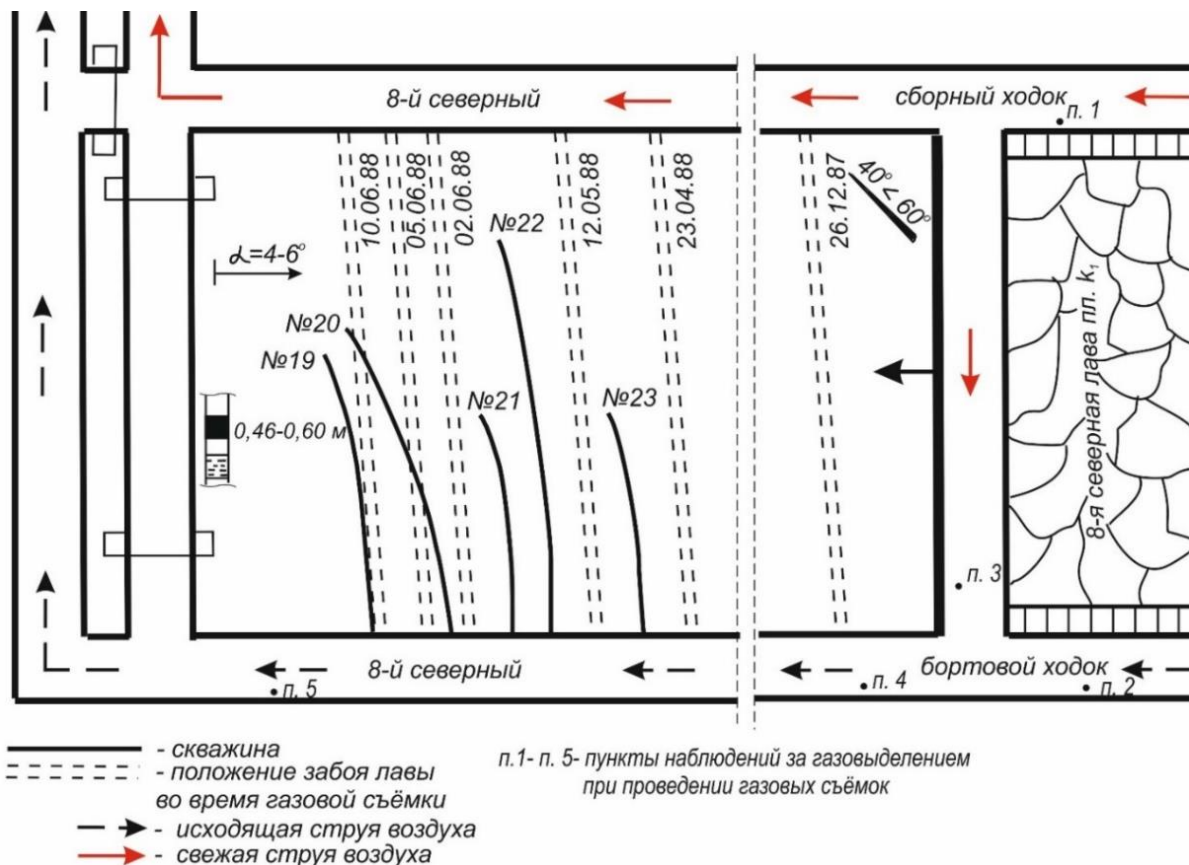 8-й северный
сборный ходок
п. 1
10.06.88
05.06.88
02.06.88
№22
12.05.88
23.04.88
26.12.87
40°<60°
α=4-6°
№20
№19
№21
№23
0,46-0,60 м
8-я северная лава пл. k₁
п. 3
8-й северный
бортовой ходок
п. 5
п. 4
п. 2
- скважина
- положение забоя лавы
во время газовой съёмки
- исходящая струя воздуха
- свежая струя воздуха
п.1- п. 5- пункты наблюдений за газовыделением
при проведении газовых съёмок